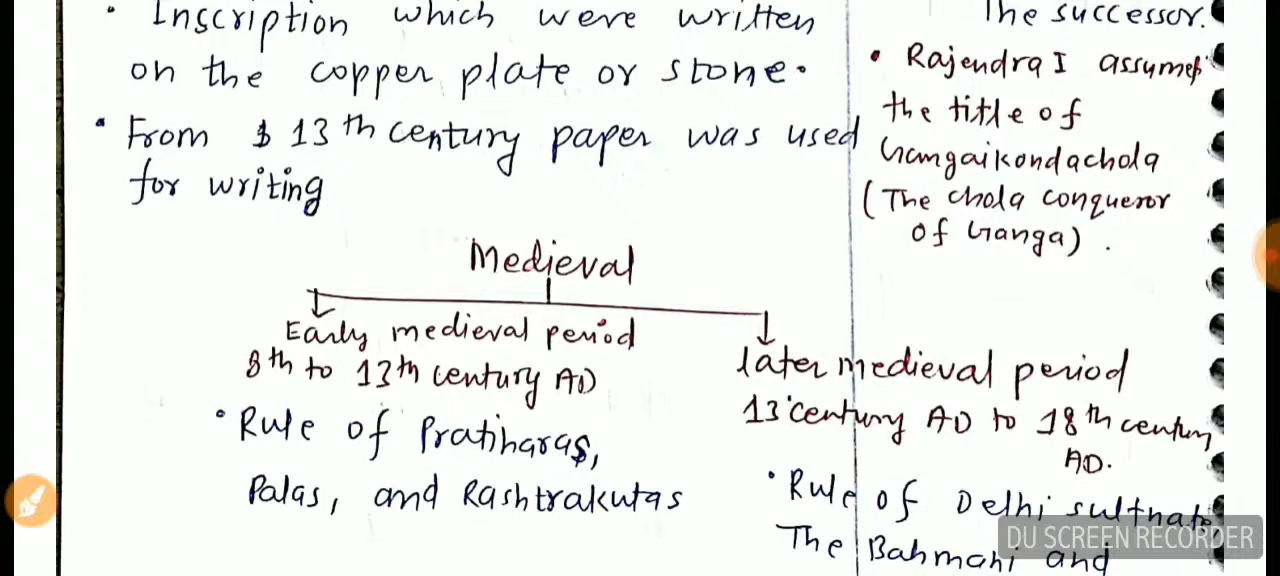 • Inscription which were written
on the copper plate or stone.
• From 13th century paper was used
for writing
The successor.
• Rajendra I assumes
the title of
Gangaikondachola
(The chola conqueror
of Ganga).
Medieval
Early medieval period
8th to 13th century AD
• Rule of Pratiharas,
Palas, and Rashtrakutas
later medieval period
13 century AD to 18th century
AD.
• Rule of Delhi sultnate,
The Bahmani and
DU SCREEN RECORDER